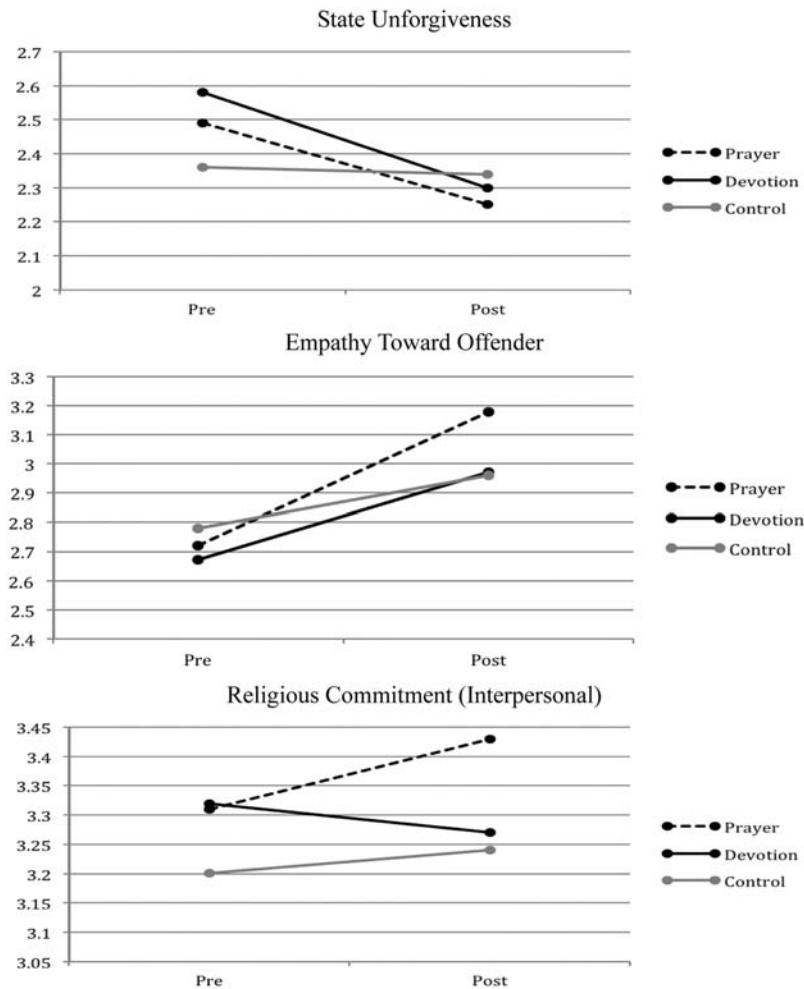 State Unforgiveness
2.7
2.6
2.5
2.4
2.3
2.2
2.1
2
Pre Post
Prayer
Devotion
Control
Empathy Toward Offender
3.3
3.2
3.1
3
2.9
2.8
2.7
2.6
2.5
2.4
Pre Post
Prayer
Devotion
Control
Religious Commitment (Interpersonal)
3.45
3.4
3.35
3.3
3.25
3.2
3.15
3.1
3.05
Pre Post
Prayer
Devotion
Control